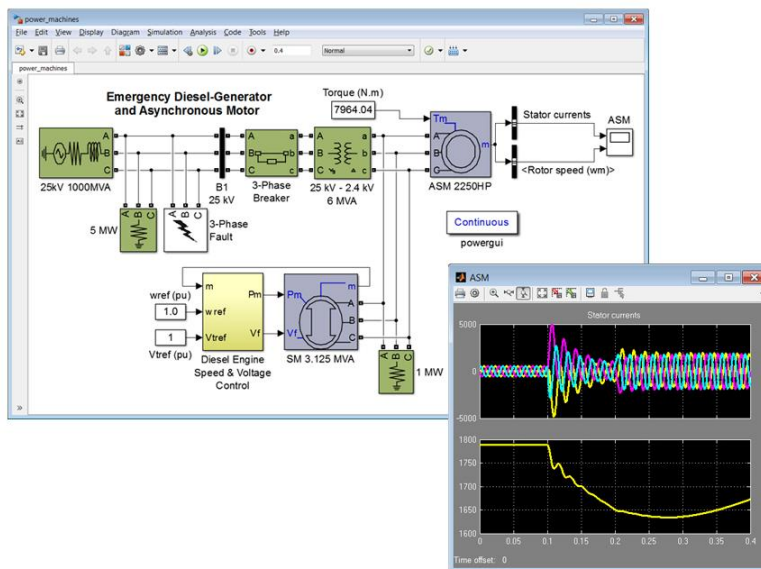 power_machines
File Edit View Display Diagram Simulation Analysis Code Tools Help
0.4 Normal
power_machines
Emergency Diesel-Generator
and Asynchronous Motor
Torque (N.m)
7964.04
Tm
A
B
C
m
ASM 2250HP
Stator currents
<Rotor speed (wm)>
ASM
A
B
C
25kV 1000MVA
B1
25 kV
A a
B b
C c
3-Phase
Breaker
A a
B b
C c
25 kV - 2.4 kV
6 MVA
A B C
5 MW
A B C
3-Phase
Fault
Continuous
powergui
wref (pu)
1.0
1
Vtref (pu)
m
w ref
Vtref
Pm
Vf
Diesel Engine
Speed & Voltage
Control
Pm
Vf
m
A
B
C
SM 3.125 MVA
A B C
1 MW
ASM
Stator currents
5000
0
-5000
1800
1750
1700
1650
1600
0 0.05 0.1 0.15 0.2 0.25 0.3 0.35 0.4
Time offset: 0